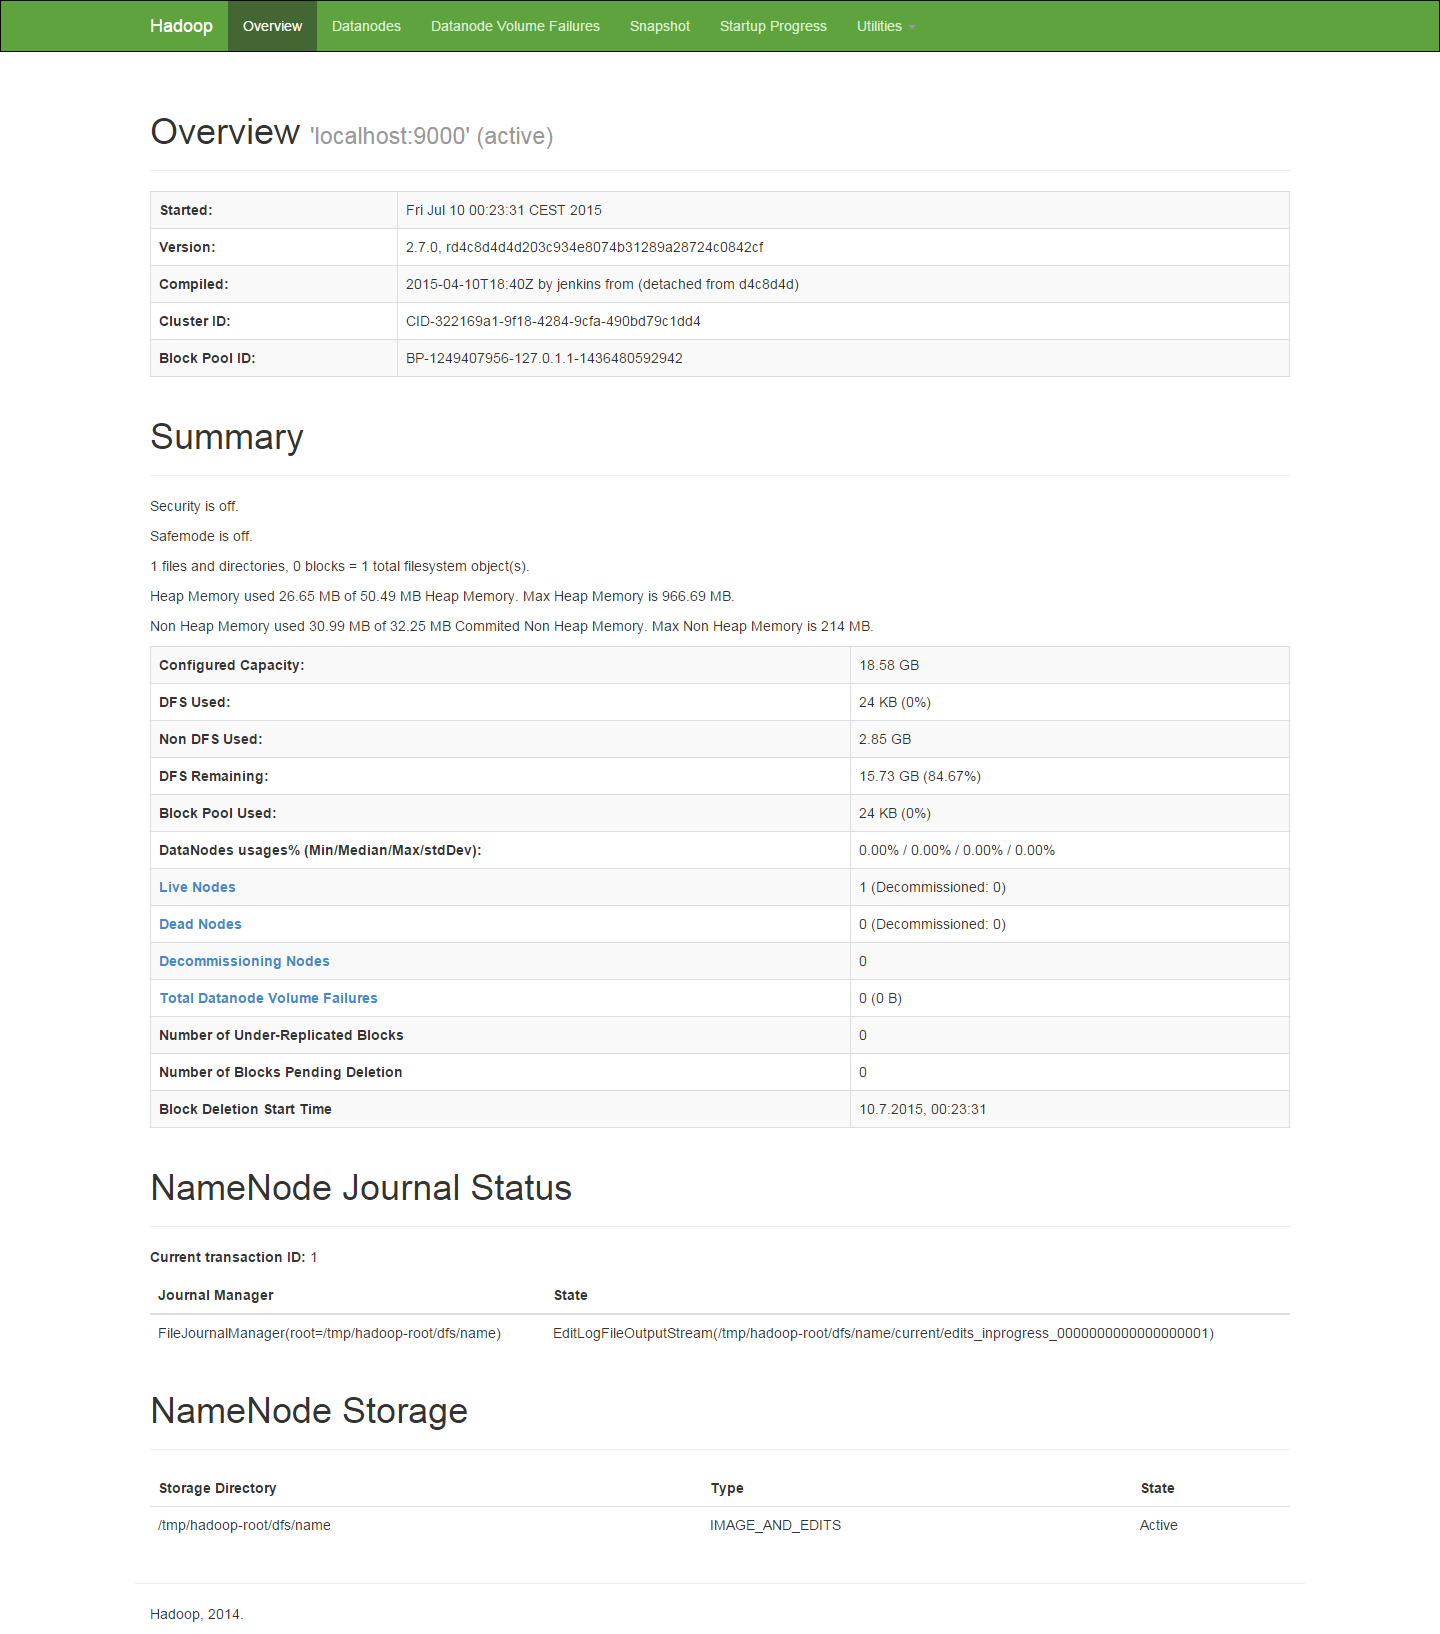 Hadoop Overview Datanodes Datanode Volume Failures Snapshot Startup Progress Utilities
Overview 'localhost:9000' (active)
Started: Fri Jul 10 00:23:31 CEST 2015
Version: 2.7.0, rd4c8d4d4d203c934e8074b31289a28724c0842cf
Compiled: 2015-04-10T18:40Z by jenkins from (detached from d4c8d4d)
Cluster ID: CID-322169a1-9f18-4284-9cfa-490bd79c1dd4
Block Pool ID: BP-1249407956-127.0.1.1-1436480592942
Summary
Security is off.
Safemode is off.
1 files and directories, 0 blocks = 1 total filesystem object(s).
Heap Memory used 26.65 MB of 50.49 MB Heap Memory. Max Heap Memory is 966.69 MB.
Non Heap Memory used 30.99 MB of 32.25 MB Commited Non Heap Memory. Max Non Heap Memory is 214 MB.
Configured Capacity: 18.58 GB
DFS Used: 24 KB (0%)
Non DFS Used: 2.85 GB
DFS Remaining: 15.73 GB (84.67%)
Block Pool Used: 24 KB (0%)
DataNodes usages% (Min/Median/Max/stdDev): 0.00% / 0.00% / 0.00% / 0.00%
Live Nodes 1 (Decommissioned: 0)
Dead Nodes 0 (Decommissioned: 0)
Decommissioning Nodes 0
Total Datanode Volume Failures 0 (0 B)
Number of Under-Replicated Blocks 0
Number of Blocks Pending Deletion 0
Block Deletion Start Time 10.7.2015, 00:23:31
NameNode Journal Status
Current transaction ID: 1
Journal Manager State
FileJournalManager(root=/tmp/hadoop-root/dfs/name) EditLogFileOutputStream(/tmp/hadoop-root/dfs/name/current/edits_inprogress_0000000000000000001)
NameNode Storage
Storage Directory Type State
/tmp/hadoop-root/dfs/name IMAGE_AND_EDITS Active
Hadoop, 2014.